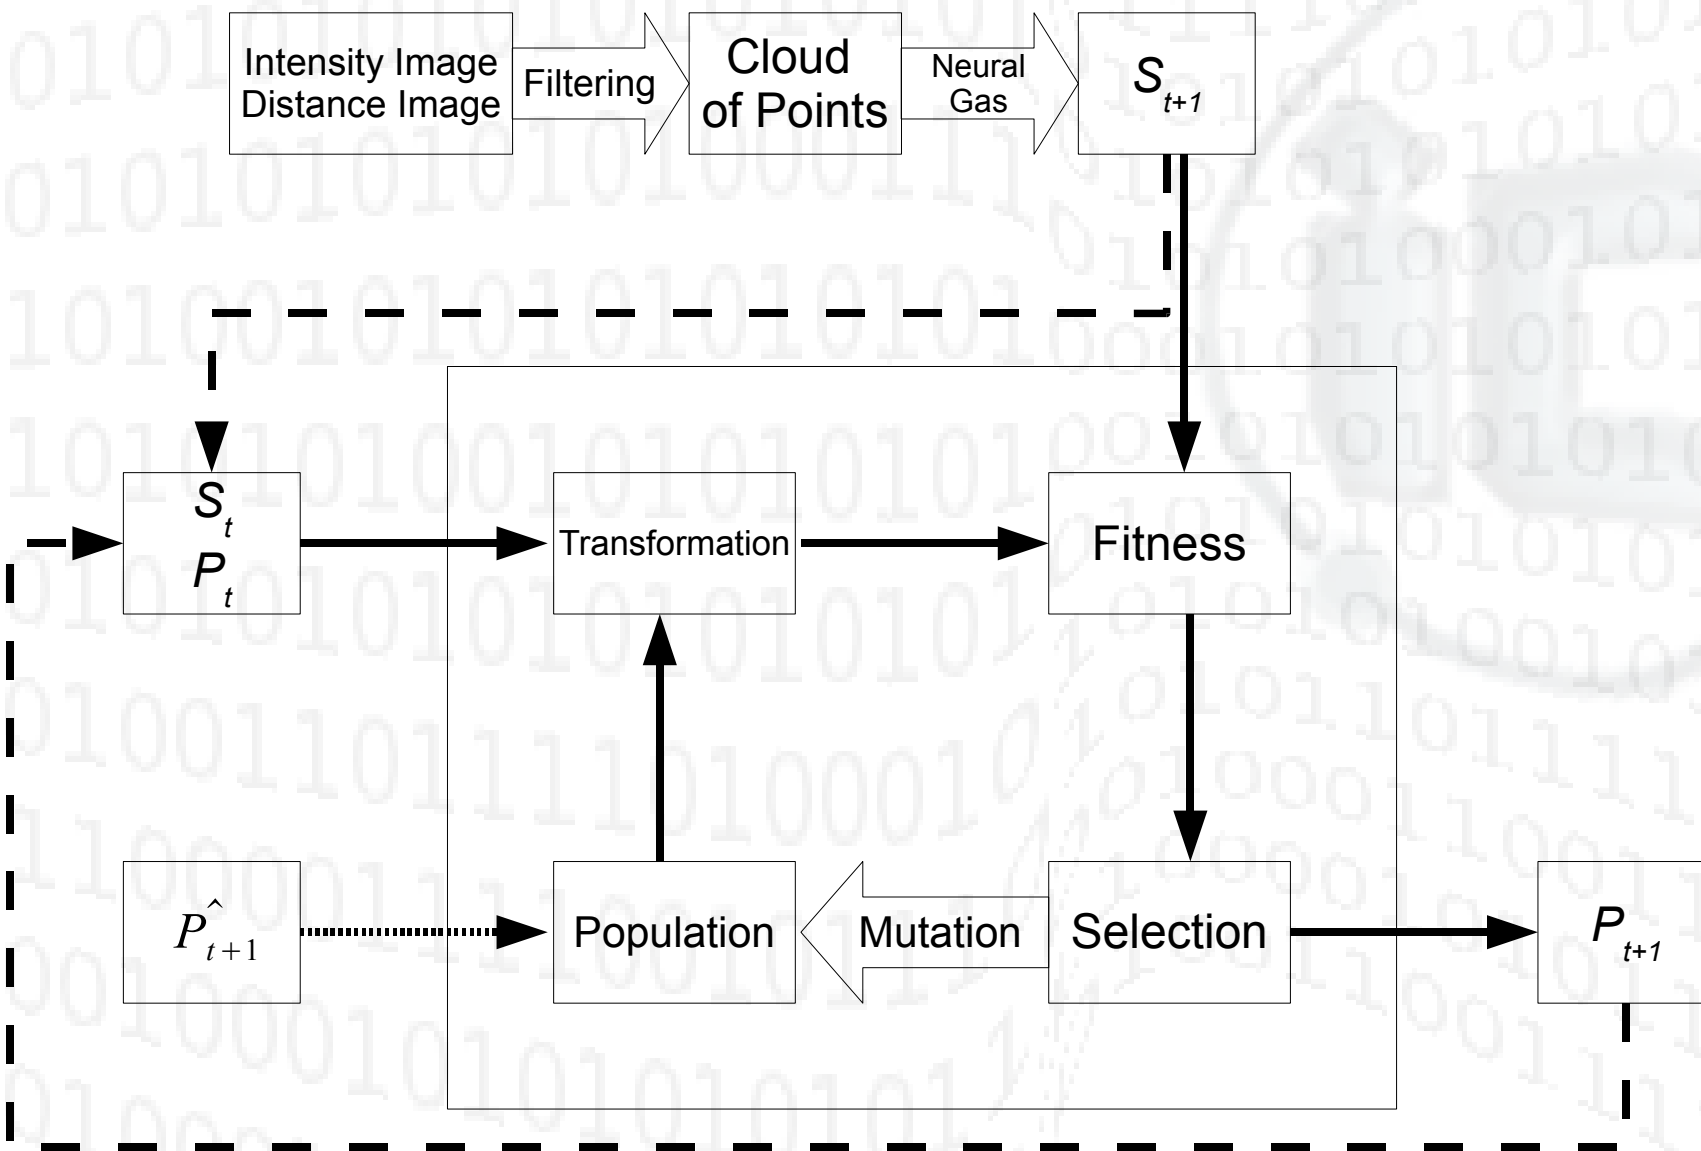 Intensity Image
Distance Image
Filtering
Cloud
of Points
Neural
Gas
S t+1
S t
P t
Transformation
Fitness
P̂ t+1
Population
Mutation
Selection
P t+1